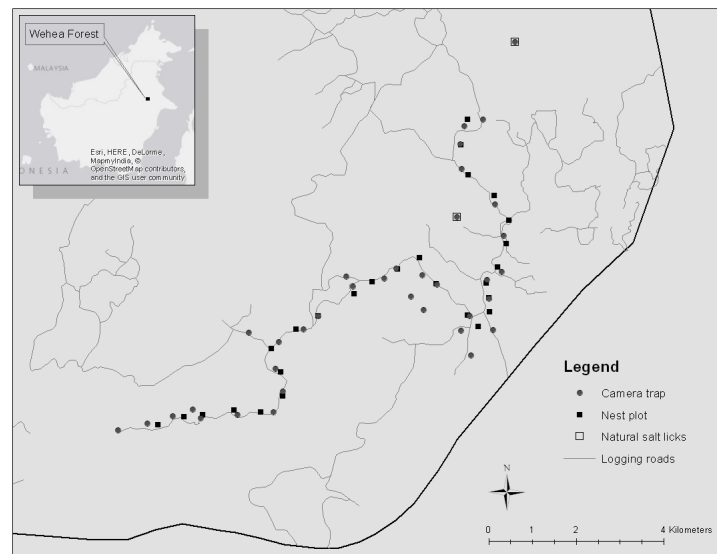 Wehea Forest
MALAYSIA
Esri, HERE, DeLorme,
MapmyIndia, ©
OpenStreetMap contributors,
and the GIS user community
ONESIA
Legend
Camera trap
Nest plot
Natural salt licks
Logging roads
N
0 1 2 4 Kilometers